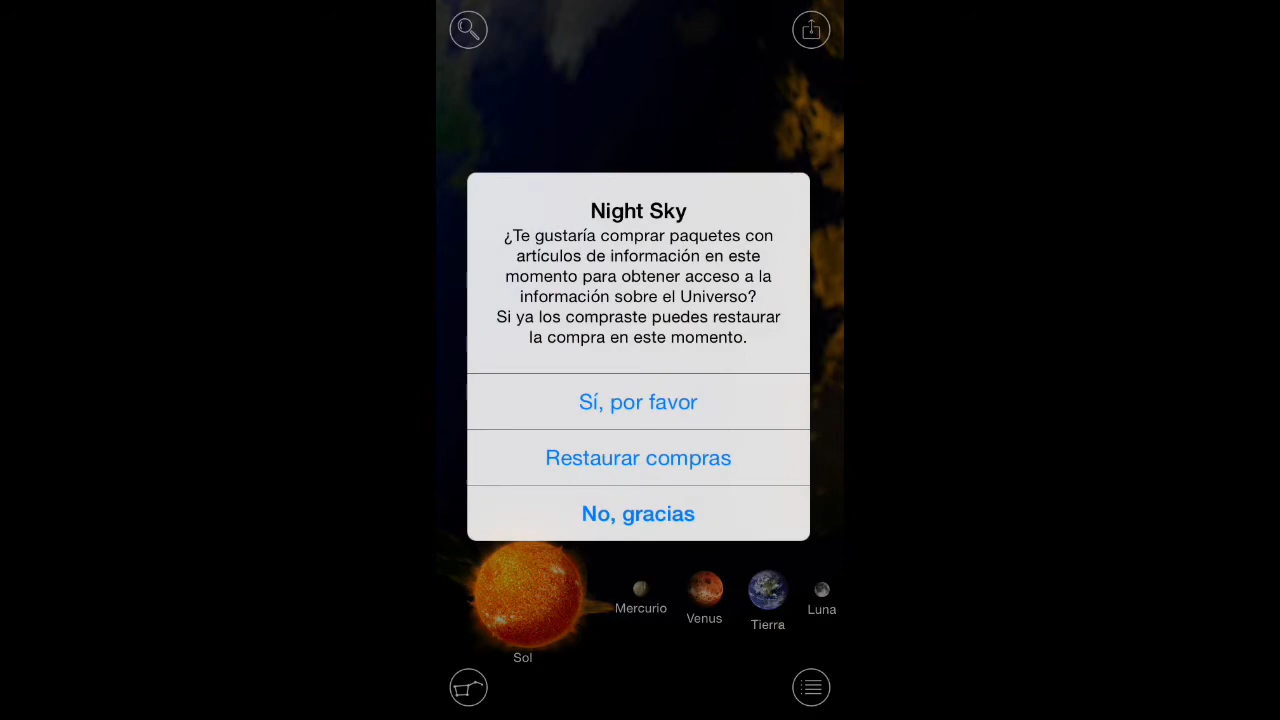 Night Sky
¿Te gustaría comprar paquetes con
artículos de información en este
momento para obtener acceso a la
información sobre el Universo?
Si ya los compraste puedes restaurar
la compra en este momento.
Sí, por favor
Restaurar compras
No, gracias
Mercurio
Venus
Tierra
Luna
Sol